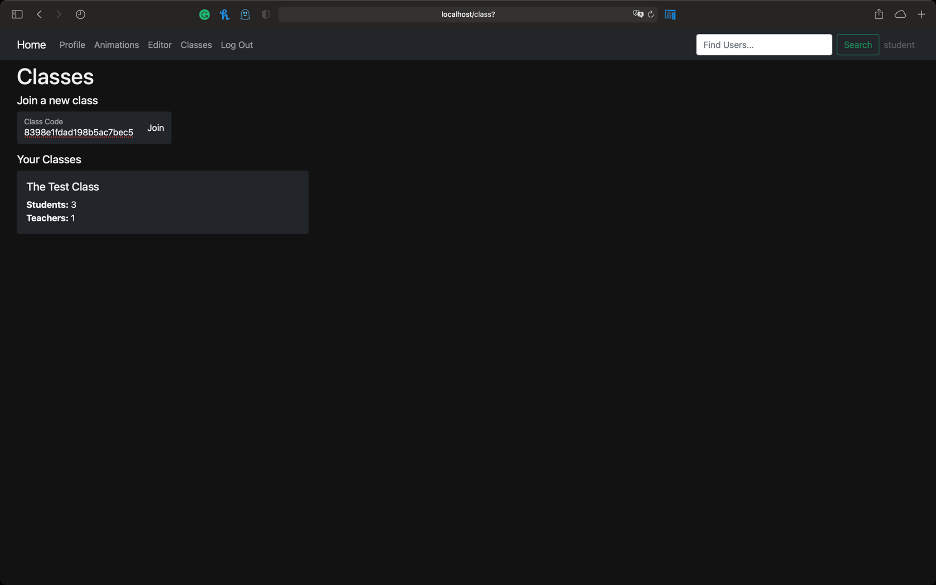 localhost/class?
Home Profile Animations Editor Classes Log Out Find Users... Search student
Classes
Join a new class
Class Code
8398e1fdad198b5ac7bec5 Join
Your Classes
The Test Class
Students: 3
Teachers: 1